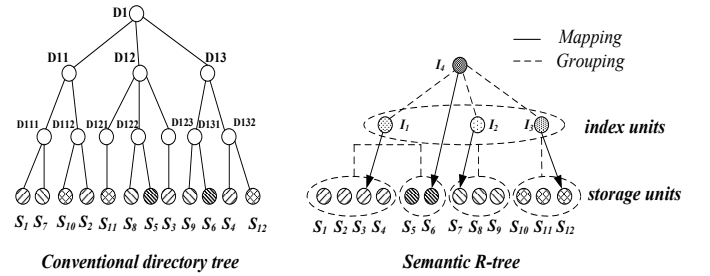 D1
D11 D12 D13
D111 D112 D121 D122 D123 D131 D132
S1 S7 S10 S2 S11 S8 S5 S3 S9 S6 S4 S12
Conventional directory tree
Mapping
Grouping
I4
I1 I2 I3 index units
storage units
S1 S2 S3 S4 S5 S6 S7 S8 S9 S10 S11 S12
Semantic R-tree